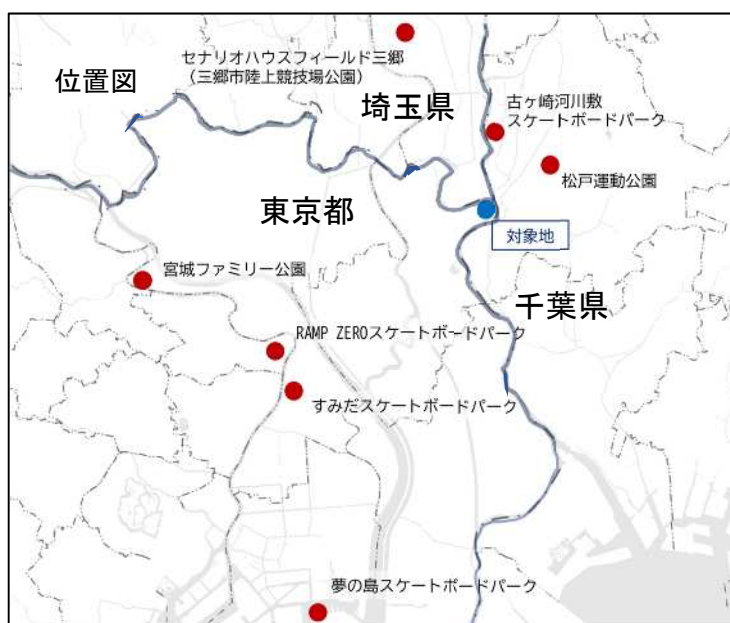 セナリオハウスフィールド三郷
（三郷市陸上競技場公園）
位置図
埼玉県
古ヶ崎河川敷
スケートボードパーク
松戸運動公園
東京都
対象地
宮城ファミリー公園
千葉県
RAMP ZEROスケートボードパーク
すみだスケートボードパーク
夢の島スケートボードパーク